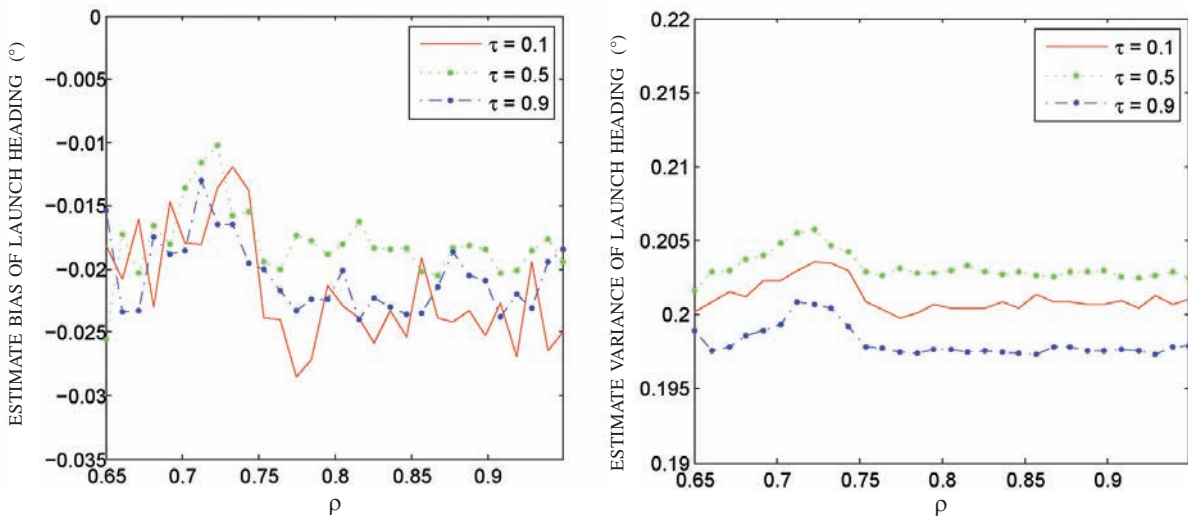 ESTIMATE BIAS OF LAUNCH HEADING (°)
0
−0.005
−0.01
−0.015
−0.02
−0.025
−0.03
−0.035
0.65 0.7 0.75 0.8 0.85 0.9
ρ
τ = 0.1
τ = 0.5
τ = 0.9
ESTIMATE VARIANCE OF LAUNCH HEADING (°)
0.22
0.215
0.21
0.205
0.2
0.195
0.19
0.65 0.7 0.75 0.8 0.85 0.9
ρ
τ = 0.1
τ = 0.5
τ = 0.9